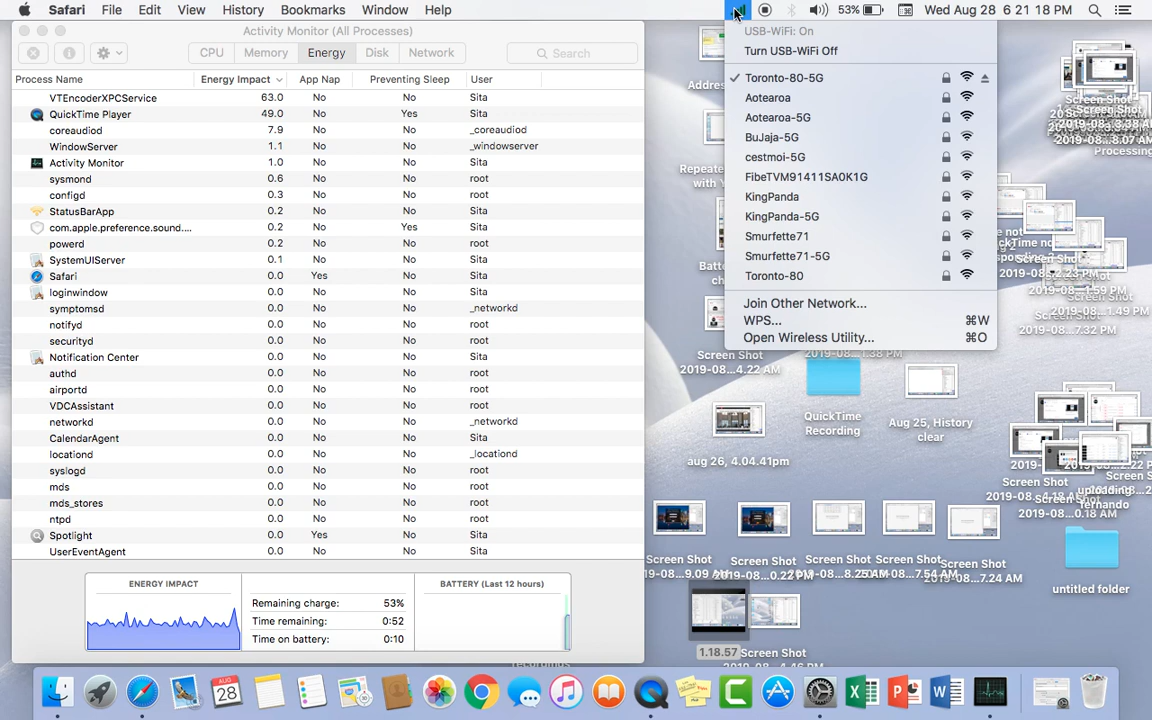 Safari File Edit View History Bookmarks Window Help
53% Wed Aug 28 6 21 18 PM
Activity Monitor (All Processes)
CPU Memory Energy Disk Network Search
Process Name Energy Impact App Nap Preventing Sleep User
VTEncoderXPCService 63.0 No No Sita
QuickTime Player 49.0 No Yes Sita
coreaudiod 7.9 No No _coreaudiod
WindowServer 1.1 No No _windowserver
Activity Monitor 1.0 No No Sita
sysmond 0.6 No No root
configd 0.3 No No root
StatusBarApp 0.2 No No Sita
com.apple.preference.sound.... 0.2 No Yes Sita
powerd 0.2 No No root
SystemUIServer 0.1 No No Sita
Safari 0.0 Yes No Sita
loginwindow 0.0 No No Sita
symptomsd 0.0 No No _networkd
notifyd 0.0 No No root
securityd 0.0 No No root
Notification Center 0.0 No No Sita
authd 0.0 No No root
airportd 0.0 No No root
VDCAssistant 0.0 No No root
networkd 0.0 No No _networkd
CalendarAgent 0.0 No No Sita
locationd 0.0 No No _locationd
syslogd 0.0 No No root
mds 0.0 No No root
mds_stores 0.0 No No root
ntpd 0.0 No No root
Spotlight 0.0 Yes No Sita
UserEventAgent 0.0 No No Sita
ENERGY IMPACT
Remaining charge: 53%
Time remaining: 0:52
Time on battery: 0:10
BATTERY (Last 12 hours)
USB-WiFi: On
Turn USB-WiFi Off
Toronto-80-5G
Aotearoa
Aotearoa-5G
BuJaja-5G
cestmoi-5G
FibeTVM91411SA0K1G
KingPanda
KingPanda-5G
Smurfette71
Smurfette71-5G
Toronto-80
Join Other Network...
WPS... ⌘W
Open Wireless Utility... ⌘O
Screen Shot
2019-08...4.22 AM
QuickTime
Recording
Aug 25, History
clear
aug 26, 4.04.41pm
Screen Shot
Screen Shot
Screen Shot
Screen Shot
Screen Shot
2019-08...7.24 AM
untitled folder
1.18.57
Screen Shot
AUG
28